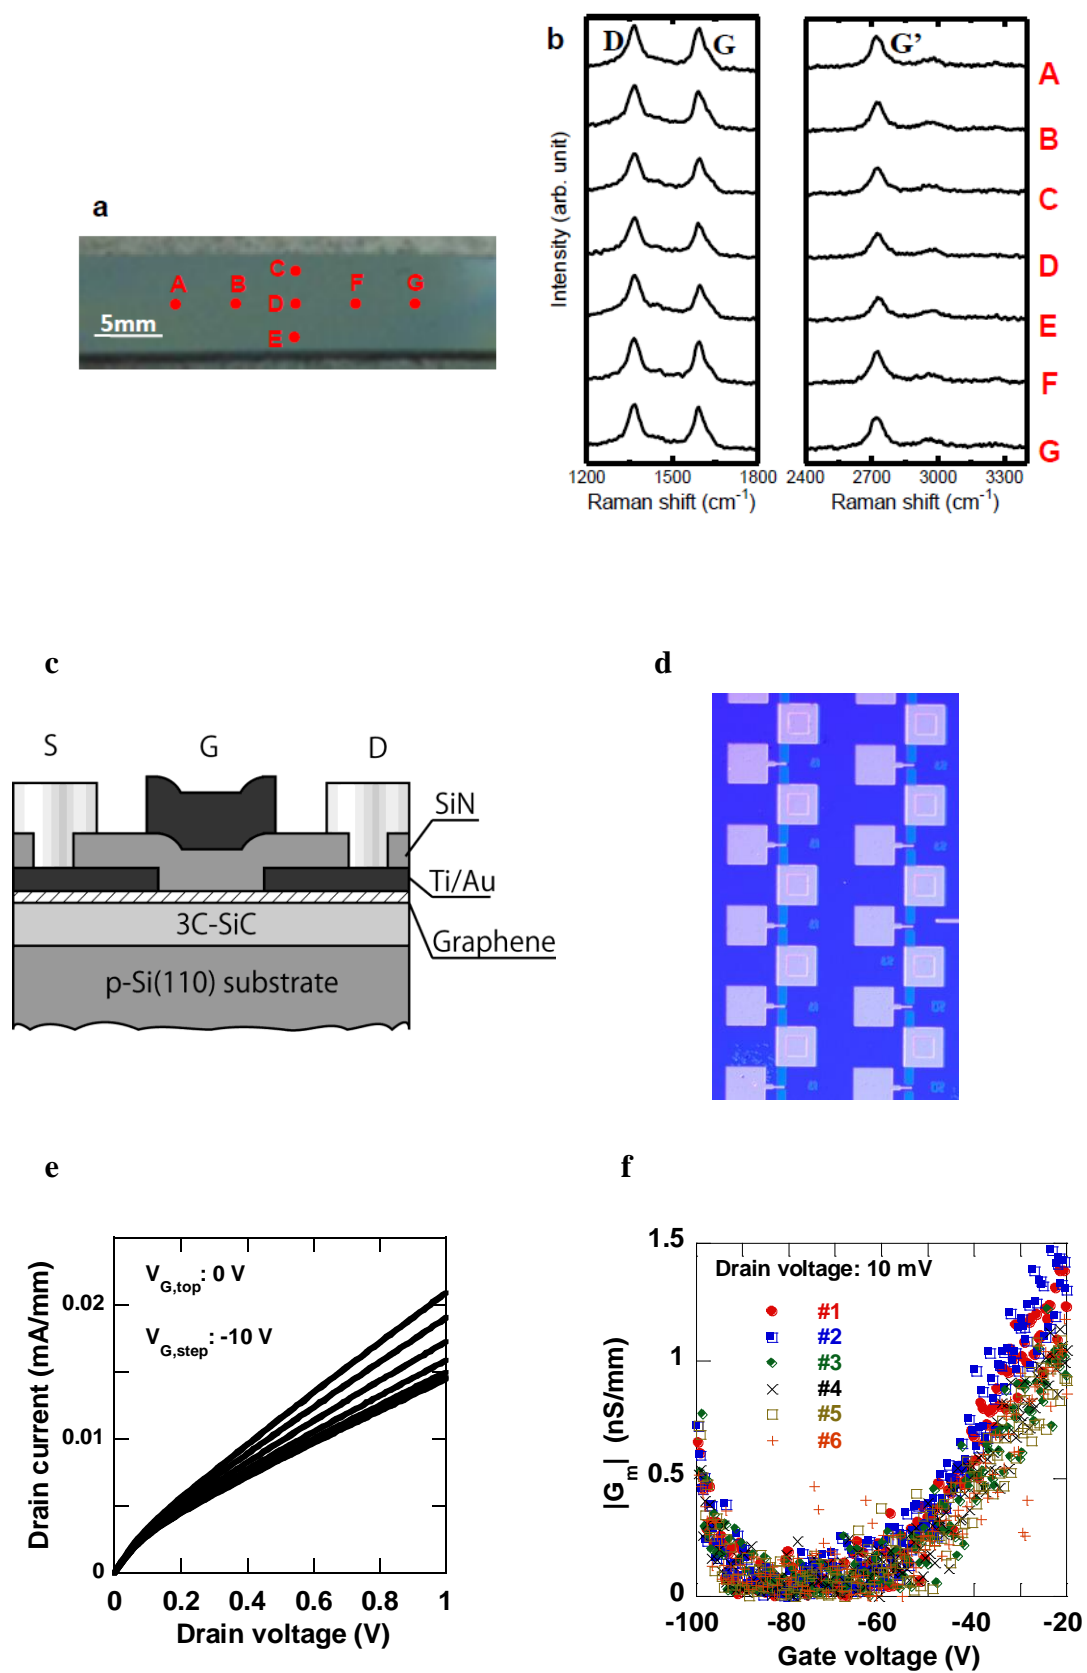 b
D
G
G'
A
B
C
D
E
F
G
Intensity (arb. unit)
1200
1500
1800
2400
2700
3000
3300
Raman shift (cm-1)
Raman shift (cm-1)
a
A
B
C
D
E
F
G
5mm
c
d
S
G
D
SiN
Ti/Au
Graphene
3C-SiC
p-Si(110) substrate
e
f
VG,top: 0 V
VG,step: -10 V
0.02
0.01
0
0
0.2
0.4
0.6
0.8
1
Drain current (mA/mm)
Drain voltage (V)
1.5
1
0.5
0
Drain voltage: 10 mV
#1
#2
#3
#4
#5
#6
|Gm| (nS/mm)
-100
-80
-60
-40
-20
Gate voltage (V)